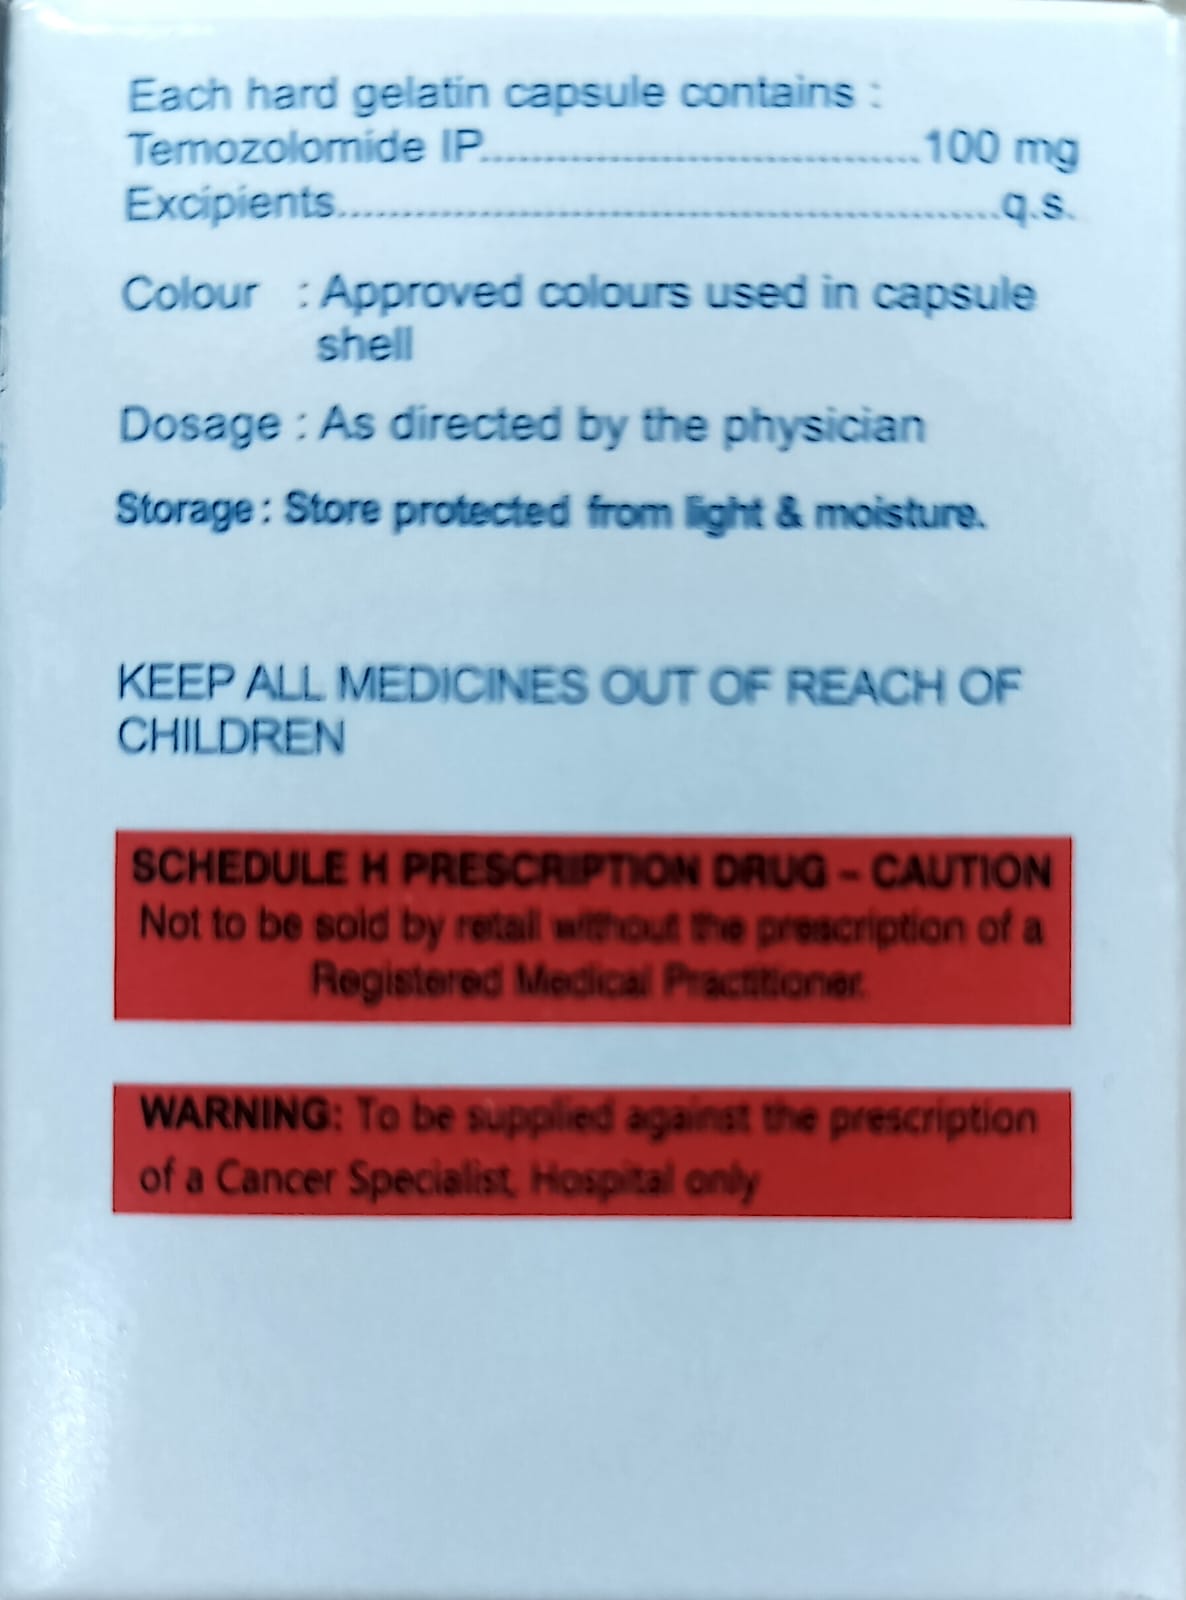 Each hard gelatin capsule contains :
Temozolomide IP..................................100 mg
Excipients....................................................q.s.
Colour : Approved colours used in capsule
shell
Dosage : As directed by the physician
Storage : Store protected from light & moisture.
KEEP ALL MEDICINES OUT OF REACH OF
CHILDREN
SCHEDULE H PRESCRIPTION DRUG – CAUTION
Not to be sold by retail without the prescription of a
Registered Medical Practitioner.
WARNING: To be supplied against the prescription
of a Cancer Specialist, Hospital only